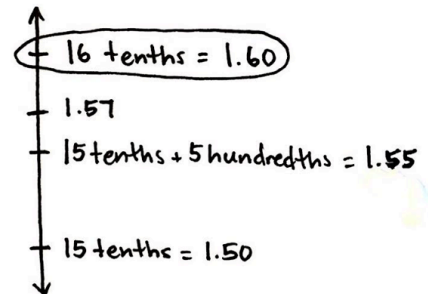 16 tenths = 1.60
1.57
15 tenths + 5 hundredths = 1.55
15 tenths = 1.50